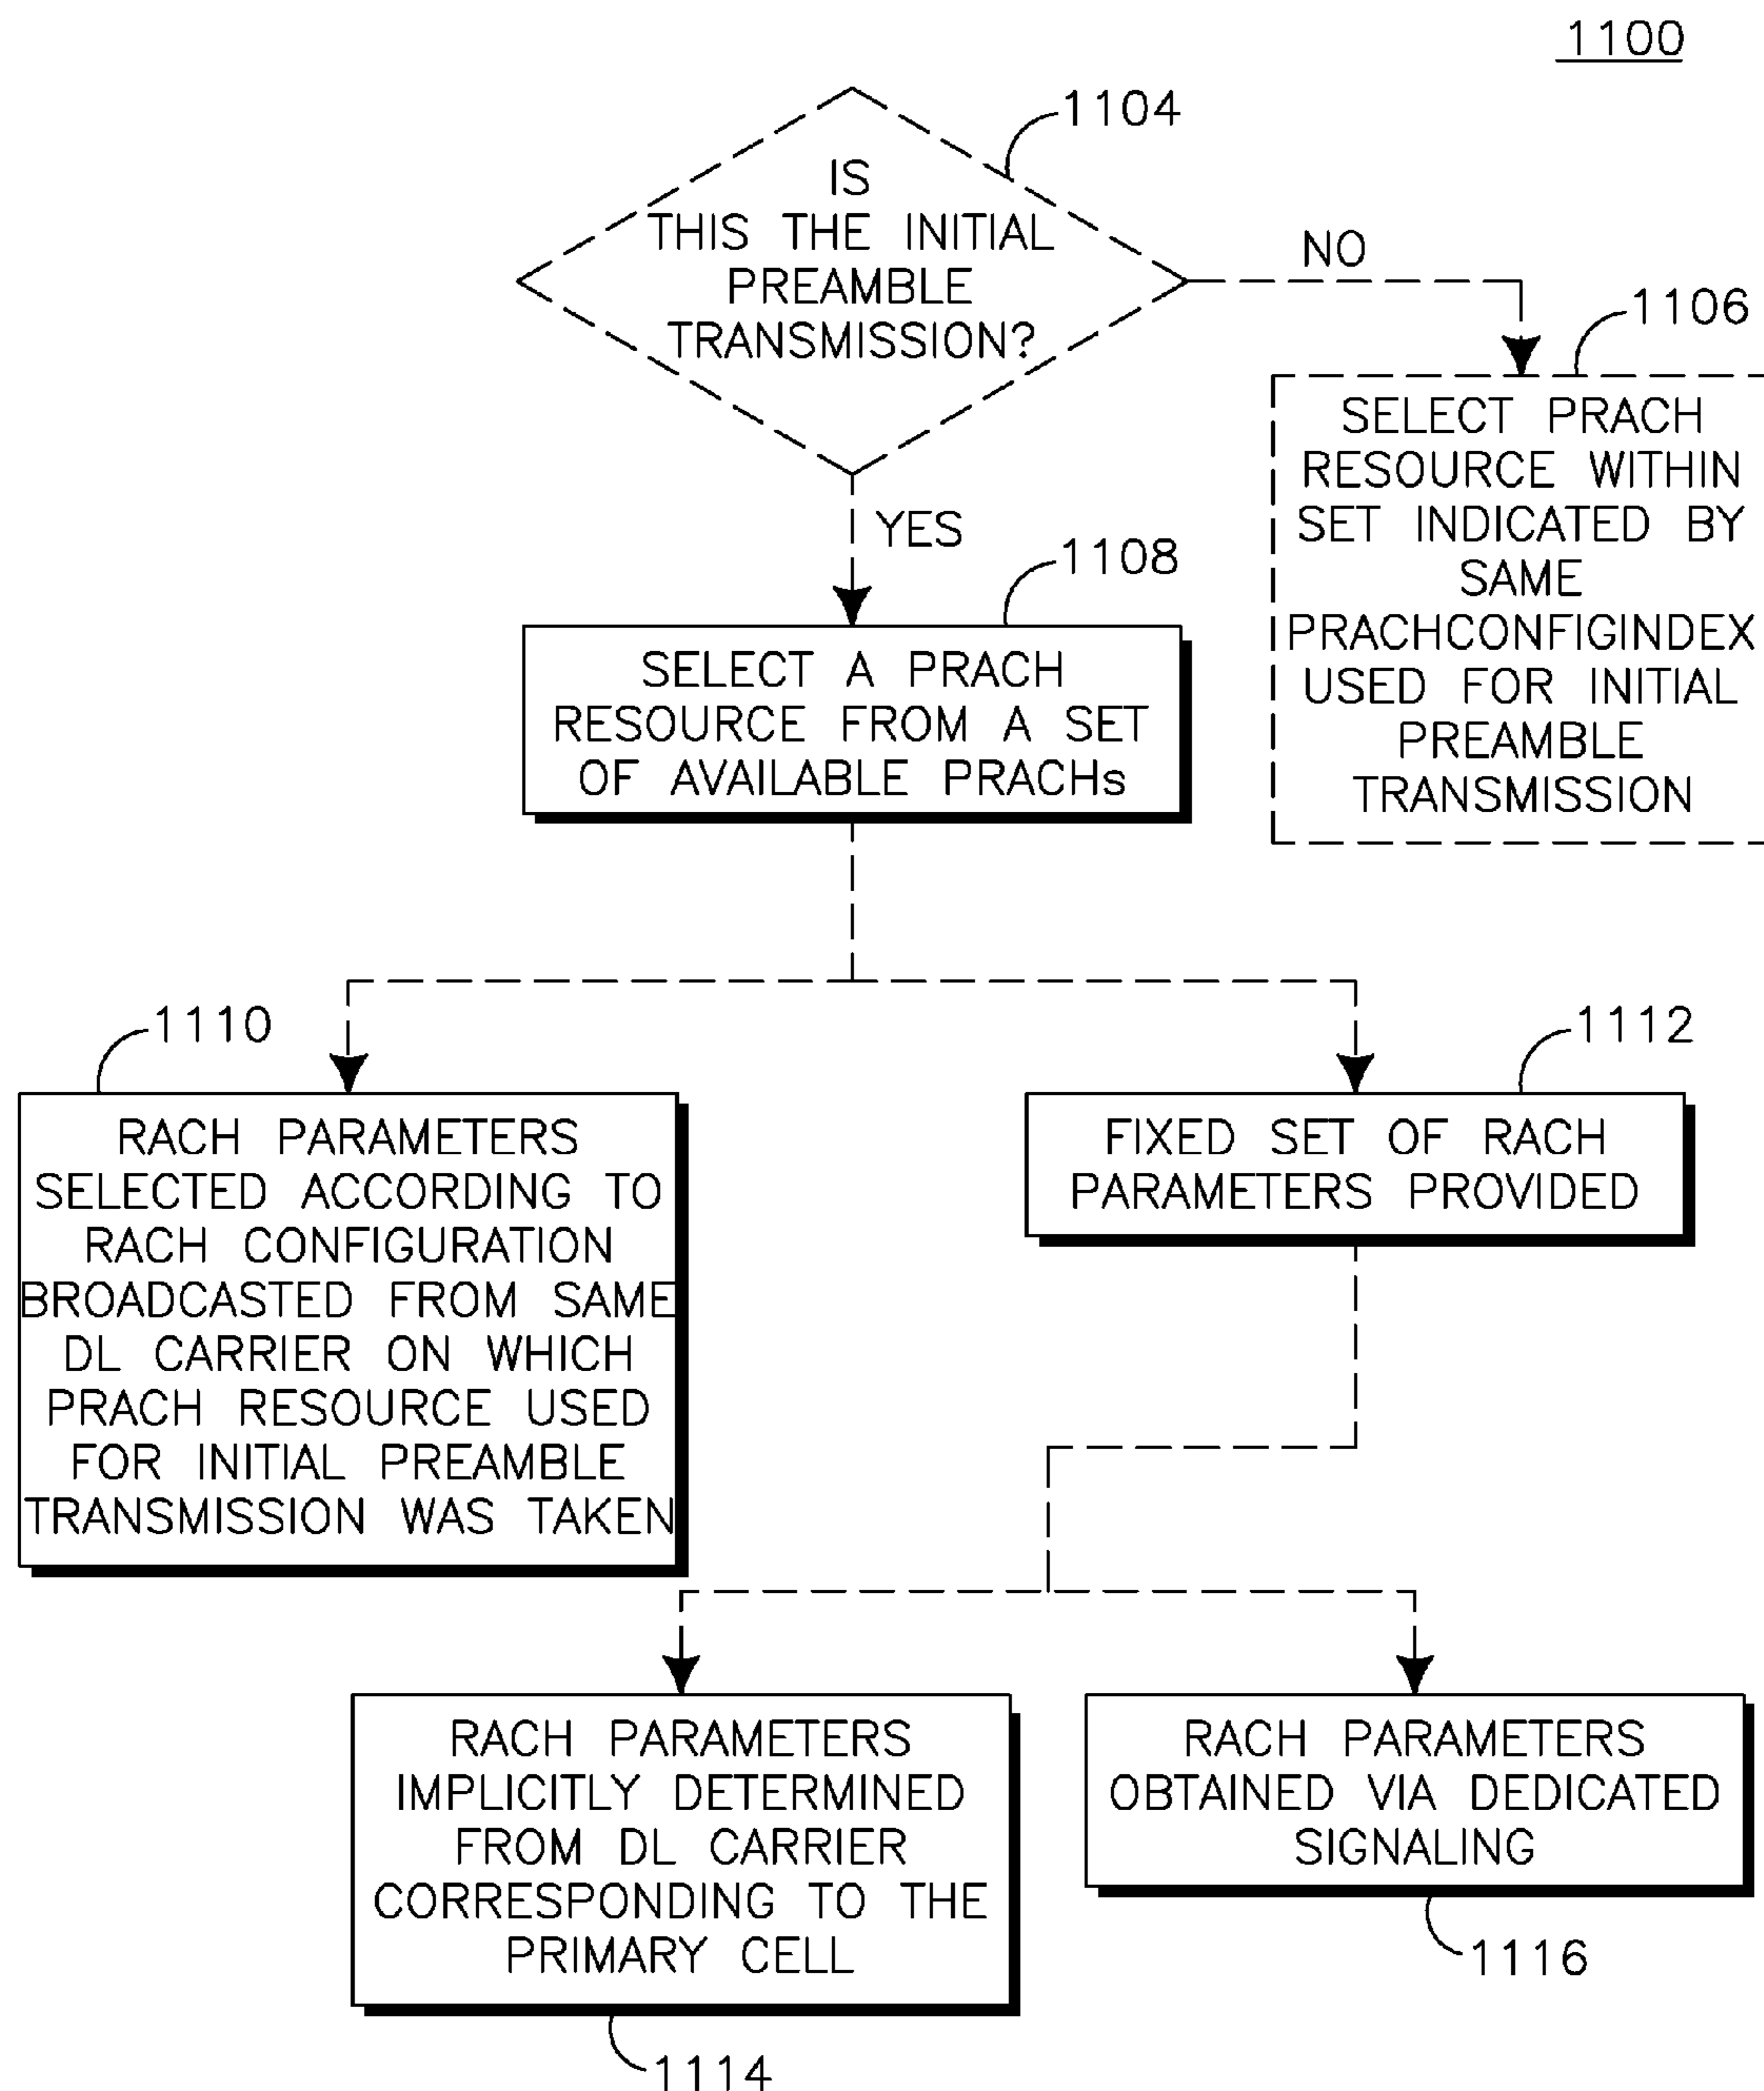 1100
1104
IS
THIS THE INITIAL
PREAMBLE
TRANSMISSION?
NO
1106
SELECT PRACH
RESOURCE WITHIN
SET INDICATED BY
SAME
PRACHCONFIGINDEX
USED FOR INITIAL
PREAMBLE
TRANSMISSION
YES
1108
SELECT A PRACH
RESOURCE FROM A SET
OF AVAILABLE PRACHs
1110
RACH PARAMETERS
SELECTED ACCORDING TO
RACH CONFIGURATION
BROADCASTED FROM SAME
DL CARRIER ON WHICH
PRACH RESOURCE USED
FOR INITIAL PREAMBLE
TRANSMISSION WAS TAKEN
1112
FIXED SET OF RACH
PARAMETERS PROVIDED
RACH PARAMETERS
IMPLICITLY DETERMINED
FROM DL CARRIER
CORRESPONDING TO THE
PRIMARY CELL
1114
RACH PARAMETERS
OBTAINED VIA DEDICATED
SIGNALING
1116